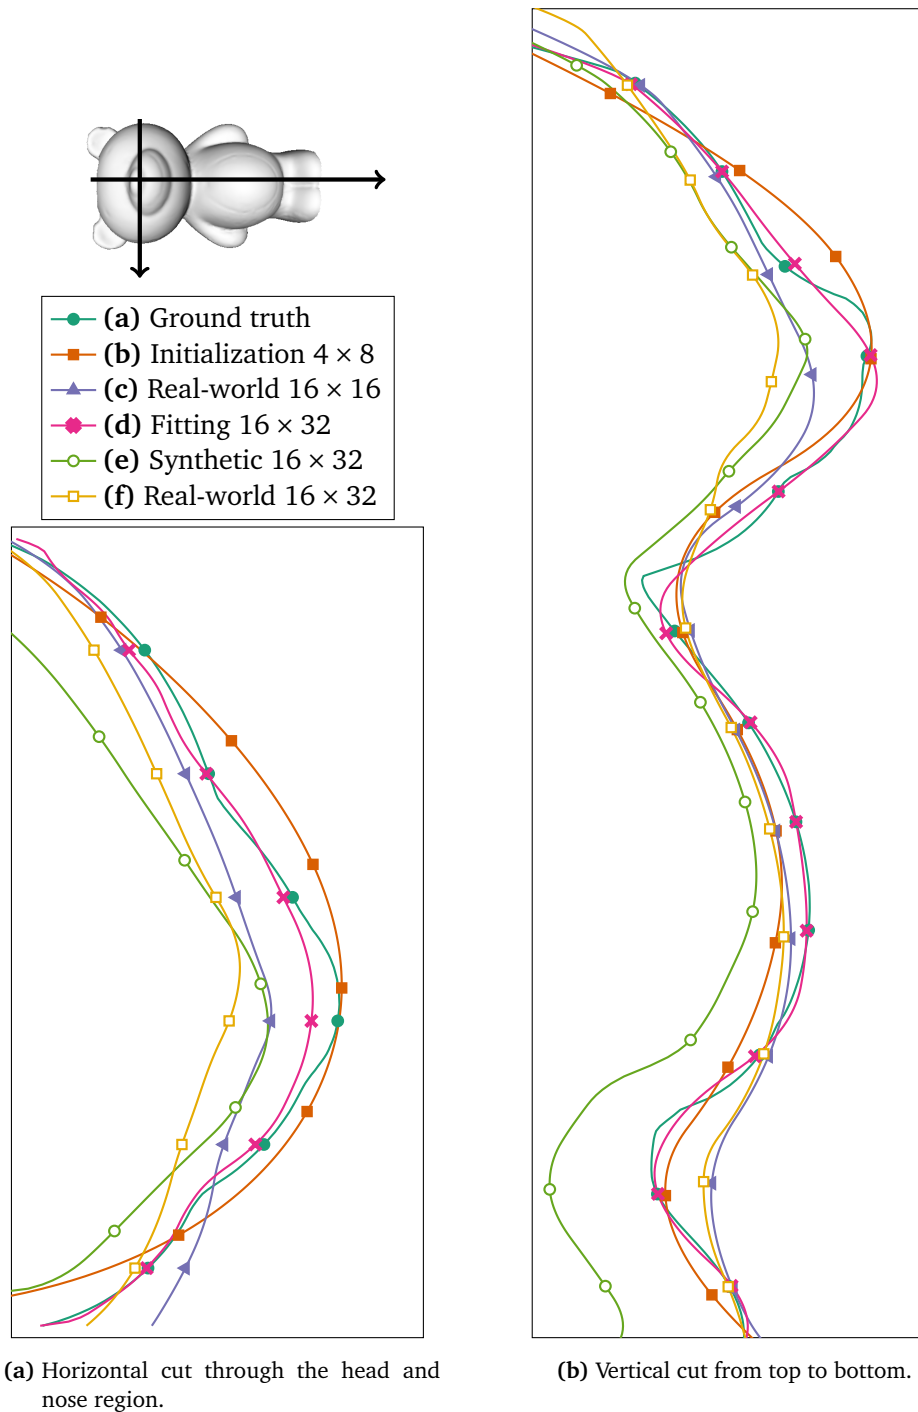 (a) Ground truth
(b) Initialization 4 × 8
(c) Real-world 16 × 16
(d) Fitting 16 × 32
(e) Synthetic 16 × 32
(f) Real-world 16 × 32
(a) Horizontal cut through the head and
nose region.
(b) Vertical cut from top to bottom.